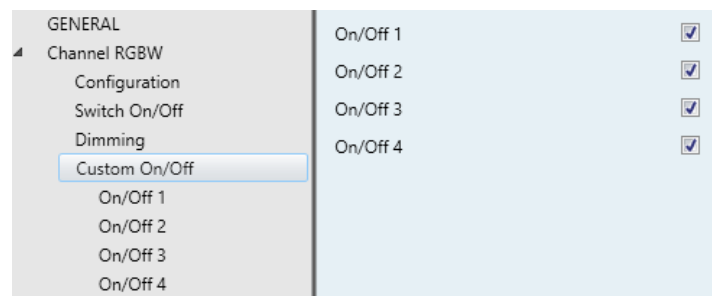 GENERAL
Channel RGBW
Configuration
Switch On/Off
Dimming
Custom On/Off
On/Off 1
On/Off 2
On/Off 3
On/Off 4
On/Off 1
On/Off 2
On/Off 3
On/Off 4